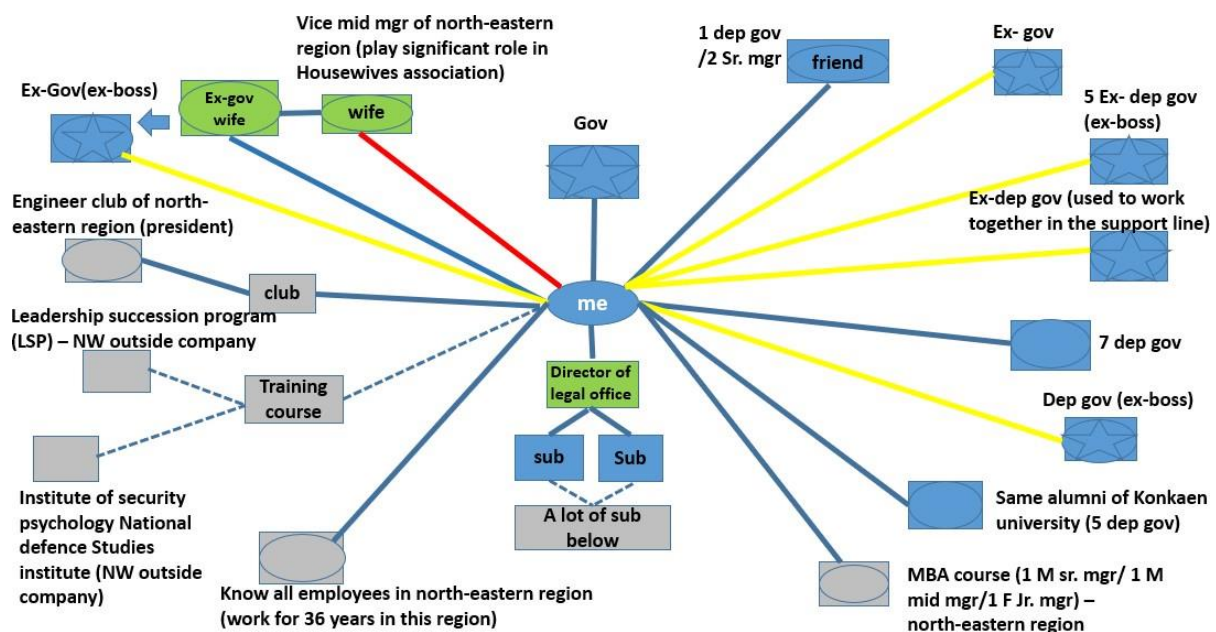 Vice mid mgr of north-eastern
region (play significant role in
Housewives association)
1 dep gov
/2 Sr. mgr
friend
Ex- gov
Ex-Gov(ex-boss)
Ex-gov
wife
wife
Gov
5 Ex- dep gov
(ex-boss)
Engineer club of north-
eastern region (president)
Ex-dep gov (used to work
together in the support line)
club
me
Leadership succession program
(LSP) – NW outside company
7 dep gov
Training
course
Director of
legal office
Dep gov (ex-boss)
sub
Sub
Institute of security
psychology National
defence Studies
institute (NW outside
company)
A lot of sub
below
Same alumni of Konkaen
university (5 dep gov)
Know all employees in north-eastern region
(work for 36 years in this region)
MBA course (1 M sr. mgr/ 1 M
mid mgr/1 F Jr. mgr) –
north-eastern region